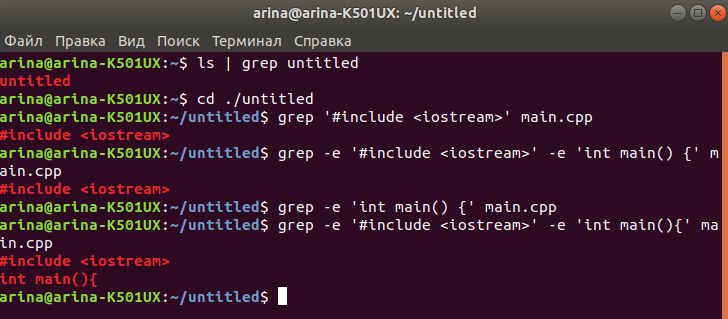 arina@arina-K501UX: ~/untitled
Файл Правка Вид Поиск Терминал Справка
arina@arina-K501UX:~$ ls | grep untitled
untitled
arina@arina-K501UX:~$ cd ./untitled
arina@arina-K501UX:~/untitled$ grep '#include <iostream>' main.cpp
#include <iostream>
arina@arina-K501UX:~/untitled$ grep -e '#include <iostream>' -e 'int main() {' m
ain.cpp
#include <iostream>
arina@arina-K501UX:~/untitled$ grep -e 'int main() {' main.cpp
arina@arina-K501UX:~/untitled$ grep -e '#include <iostream>' -e 'int main(){' ma
in.cpp
#include <iostream>
int main(){
arina@arina-K501UX:~/untitled$